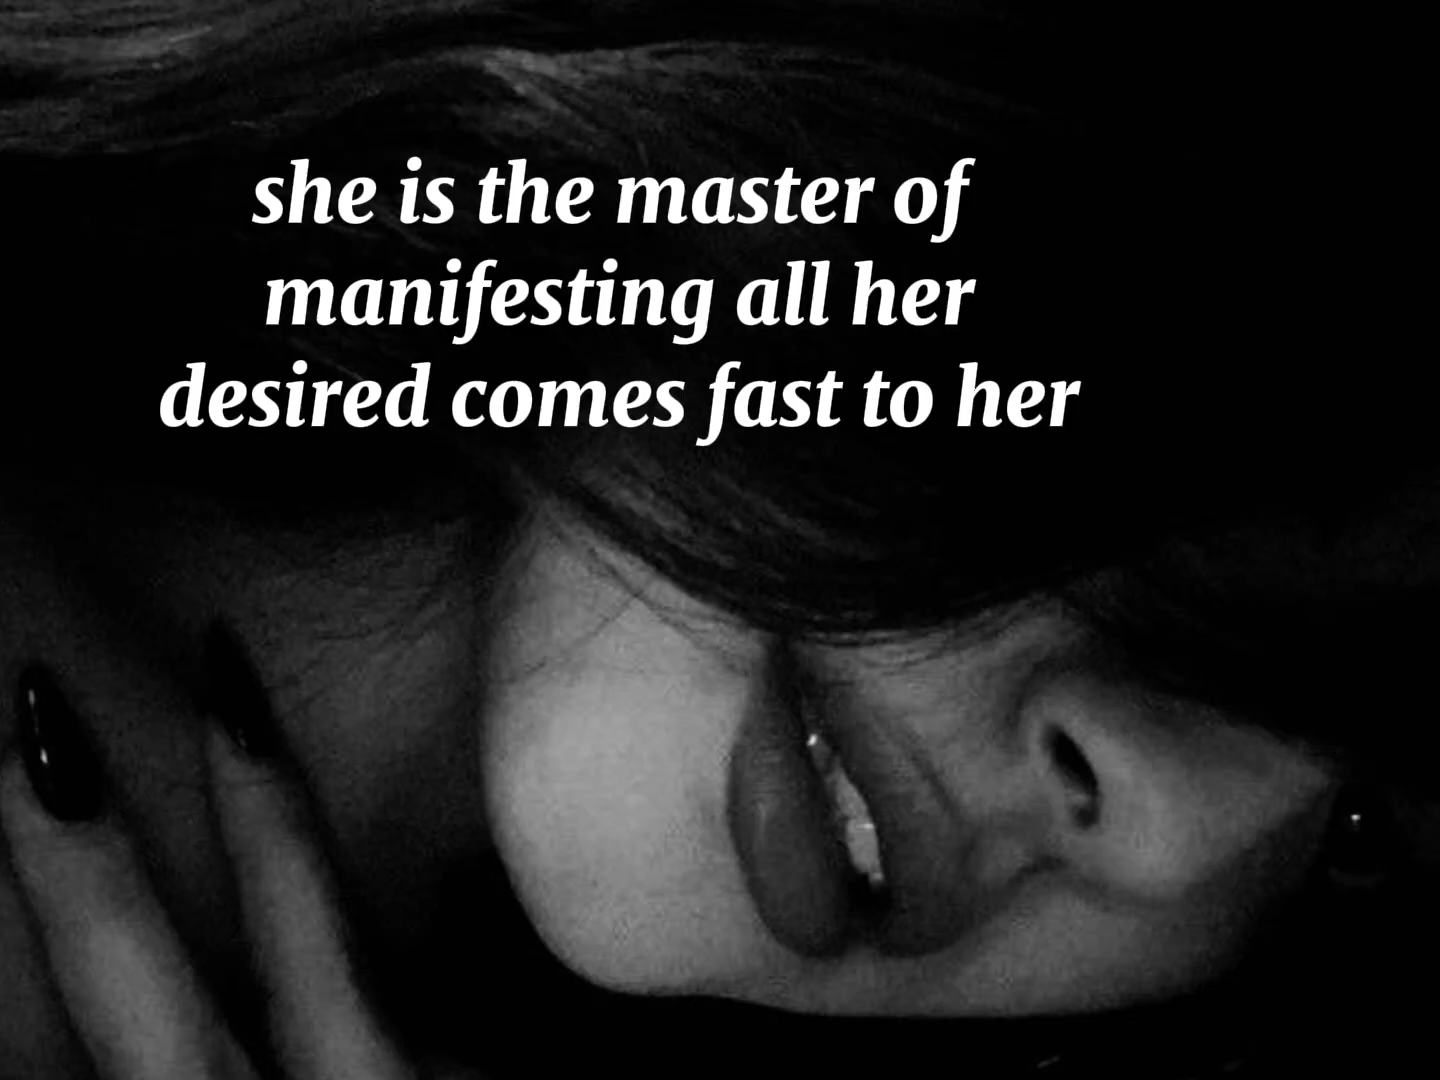 she is the master of
manifesting all her
desired comes fast to her